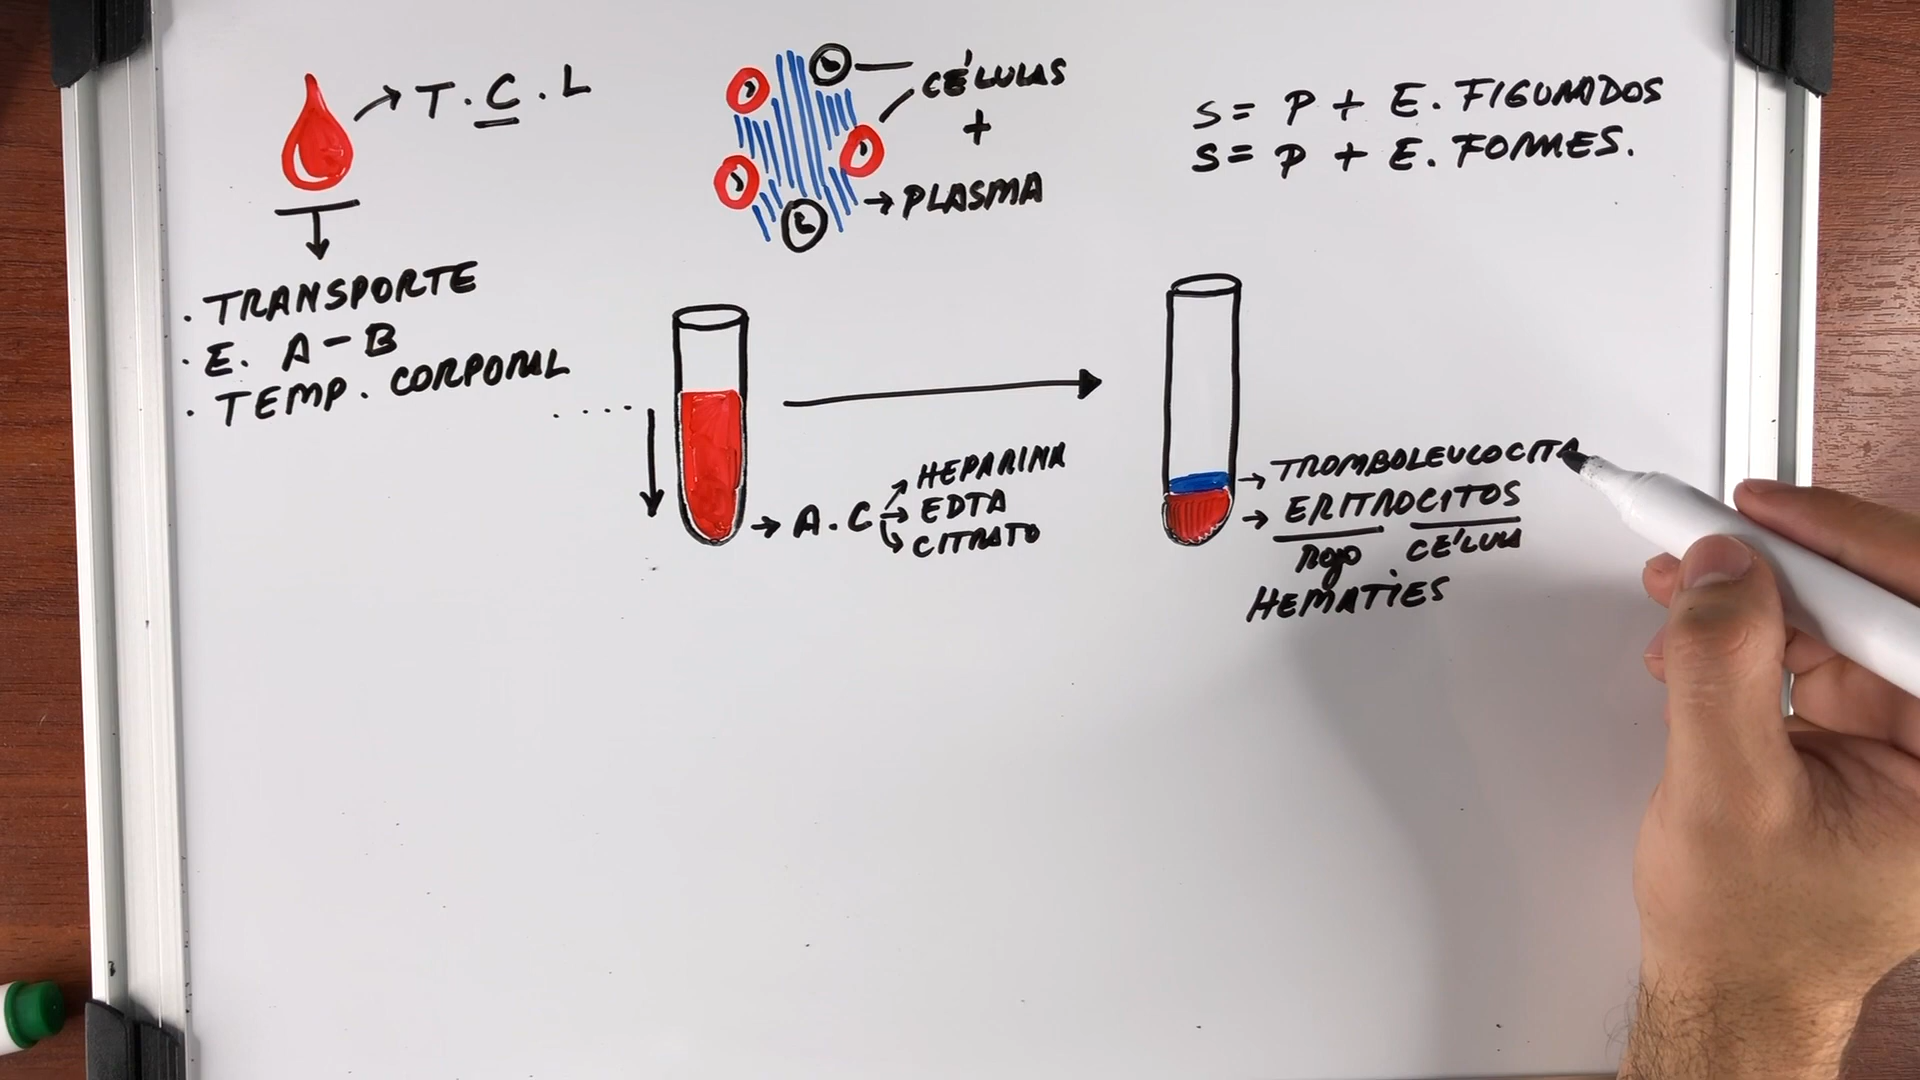 T.C.L
TRANSPORTE
E. A-B
TEMP. CORPORAL
CÉLULAS
+
PLASMA
S = P + E. FIGURADOS
S = P + E. FORMES.
A.C
HEPARINA
EDTA
CITRATO
TROMBOLEUCOCITA
ERITROCITOS
ROJO CÉLULA
HEMATIES